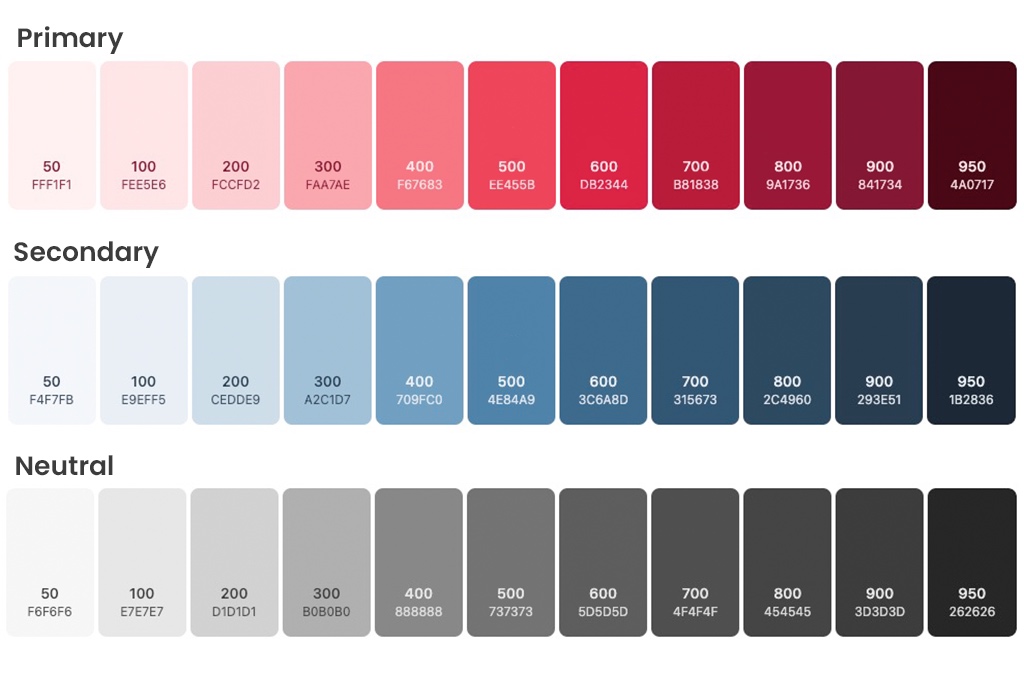 Primary
50 100 200 300 400 500 600 700 800 900 950
FFF1F1 FEE5E6 FCCFD2 FAA7AE F67683 EE455B DB2344 B81838 9A1736 841734 4A0717
Secondary
50 100 200 300 400 500 600 700 800 900 950
F4F7FB E9EFF5 CEDDE9 A2C1D7 709FC0 4E84A9 3C6A8D 315673 2C4960 293E51 1B2836
Neutral
50 100 200 300 400 500 600 700 800 900 950
F6F6F6 E7E7E7 D1D1D1 B0B0B0 888888 737373 5D5D5D 4F4F4F 454545 3D3D3D 262626